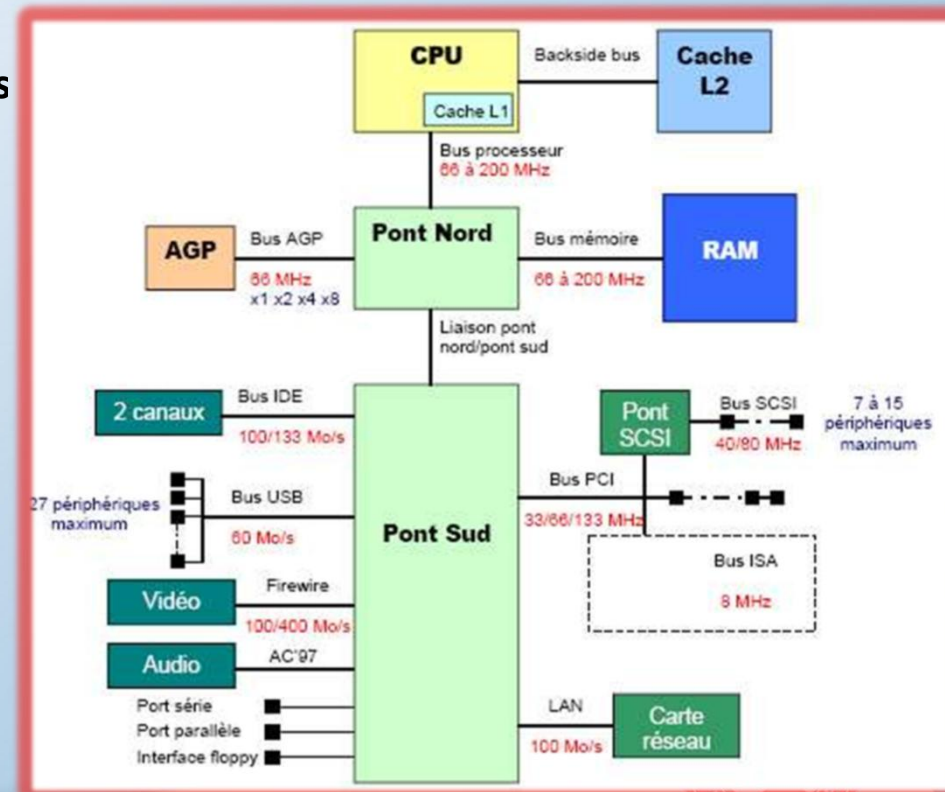 s
CPU
Cache L1
Backside bus
Cache
L2
Bus processeur
66 à 200 MHz
AGP
Bus AGP
66 MHz
x1 x2 x4 x8
Pont Nord
Bus mémoire
66 à 200 MHz
RAM
Liaison pont
nord/pont sud
2 canaux
Bus IDE
100/133 Mo/s
Pont
SCSI
Bus SCSI
40/80 MHz
7 à 15
périphériques
maximum
27 périphériques
maximum
Bus USB
60 Mo/s
Pont Sud
Bus PCI
33/66/133 MHz
Bus ISA
8 MHz
Vidéo
Firewire
100/400 Mo/s
Audio
AC'97
Port série
Port parallèle
Interface floppy
LAN
100 Mo/s
Carte
réseau